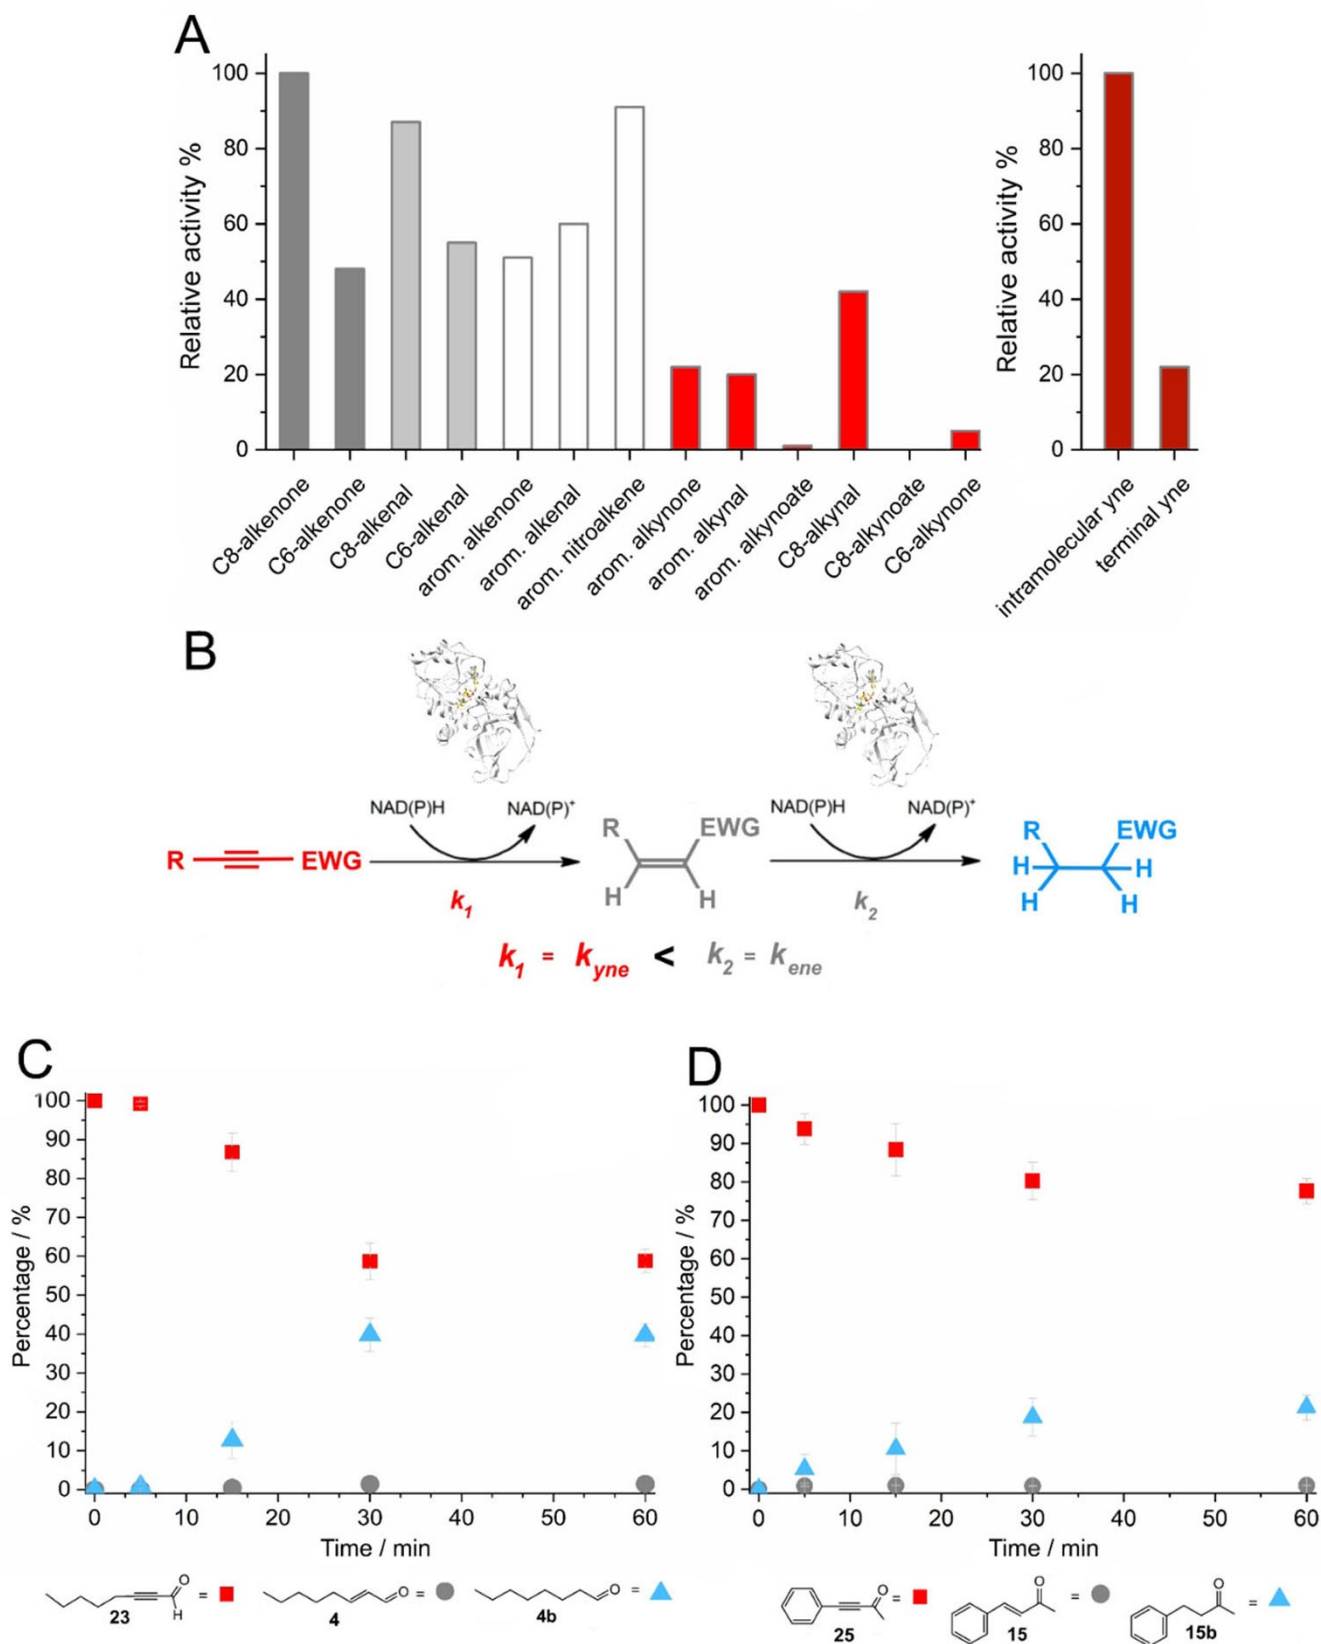 A
Relative activity %
100
80
60
40
20
0
C8-alkenone
C6-alkenone
C8-alkenal
C6-alkenal
arom. alkenone
arom. alkenal
arom. nitroalkene
arom. alkynone
arom. alkynal
arom. alkynoate
C8-alkynal
C8-alkynoate
C6-alkynone
Relative activity %
100
80
60
40
20
0
intramolecular yne
terminal yne
B
NAD(P)H NAD(P)+
NAD(P)H NAD(P)+
R EWG
k1
R EWG
H H
k2
R EWG
H H
H H
k1 = kyne < k2 = kene
C
Percentage / %
100
90
80
70
60
50
40
30
20
10
0
0 10 20 30 40 50 60
Time / min
O
H
23
=
O
4
=
O
4b
=
D
Percentage / %
100
90
80
70
60
50
40
30
20
10
0
0 10 20 30 40 50 60
Time / min
O
25
=
O
15
=
O
15b
=